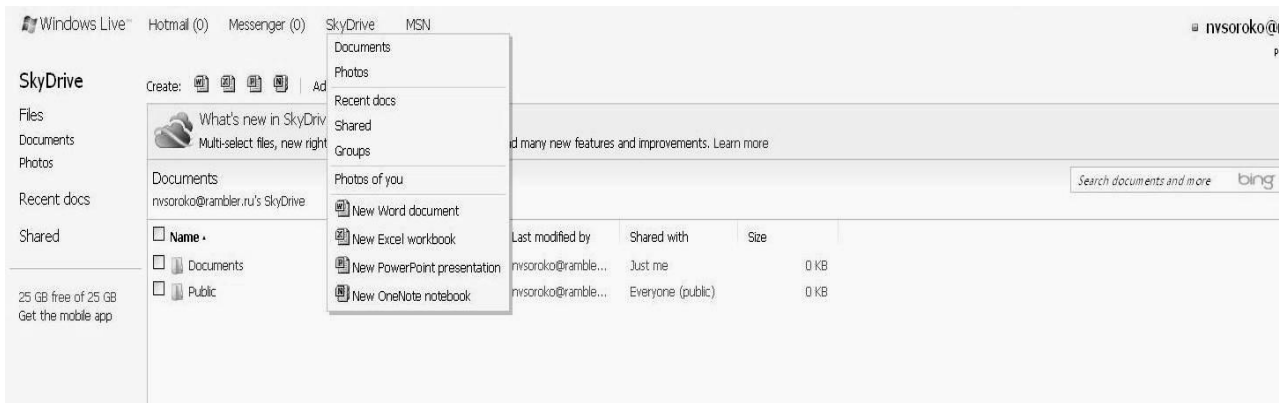 Windows Live™ Hotmail (0) Messenger (0) SkyDrive MSN
nvsoroko@
Documents
Photos
Recent docs
Shared
Groups
Photos of you
New Word document
New Excel workbook
New PowerPoint presentation
New OneNote notebook
SkyDrive
Files
Documents
Photos
Recent docs
Shared
25 GB free of 25 GB
Get the mobile app
Create: Ad
What's new in SkyDriv
Multi-select files, new right d many new features and improvements. Learn more
Documents
nvsoroko@rambler.ru's SkyDrive
Search documents and more bing
Name Last modified by Shared with Size
Documents nvsoroko@ramble... Just me 0 KB
Public nvsoroko@ramble... Everyone (public) 0 KB